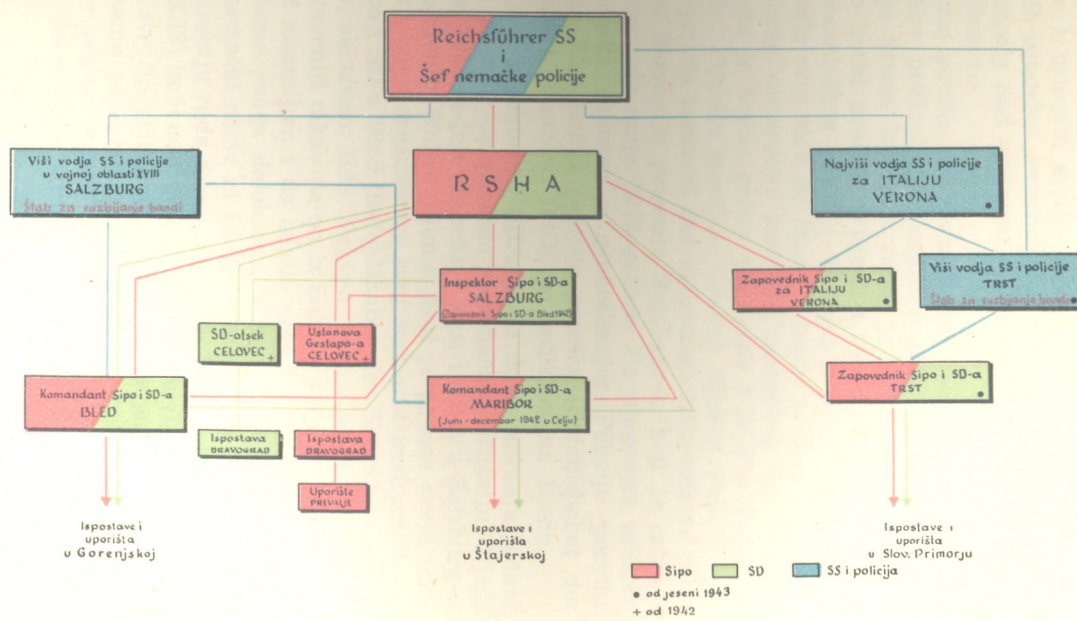 Reichsführer SS
i
Šef nemačke policije
Viši vodja SS i policije
u vojnoj oblasti XVIII
SALZBURG
Štab za suzbijanje bandi
RSHA
Najviši vodja SS i policije
za ITALIJU
VERONA
Inspektor Sipo i SD-a
SALZBURG
(Zapovednik Sipo i SD-a Bled 1942)
Zapovednik Sipo i SD-a
za ITALIJU
VERONA
Viši vodja SS i policije
TRST
Štab za suzbijanje bandi
SD-otsek
CELOVEC +
Ustanova
Gestapo-a
CELOVEC +
Komandant Sipo i SD-a
BLED
Komandant Sipo i SD-a
MARIBOR
(Juni - decembar 1942 u Celju)
Zapovednik Sipo i SD-a
TRST
Ispostava
DRAVOGRAD
Ispostava
DRAVOGRAD
Uporište
PREVALJE
Ispostave i
uporišta
u Gorenjskoj
Ispostave i
uporišta
u Štajerskoj
Ispostave i
uporišta
u Slov. Primorju
Sipo SD SS i policija
• od jeseni 1943
+ od 1942